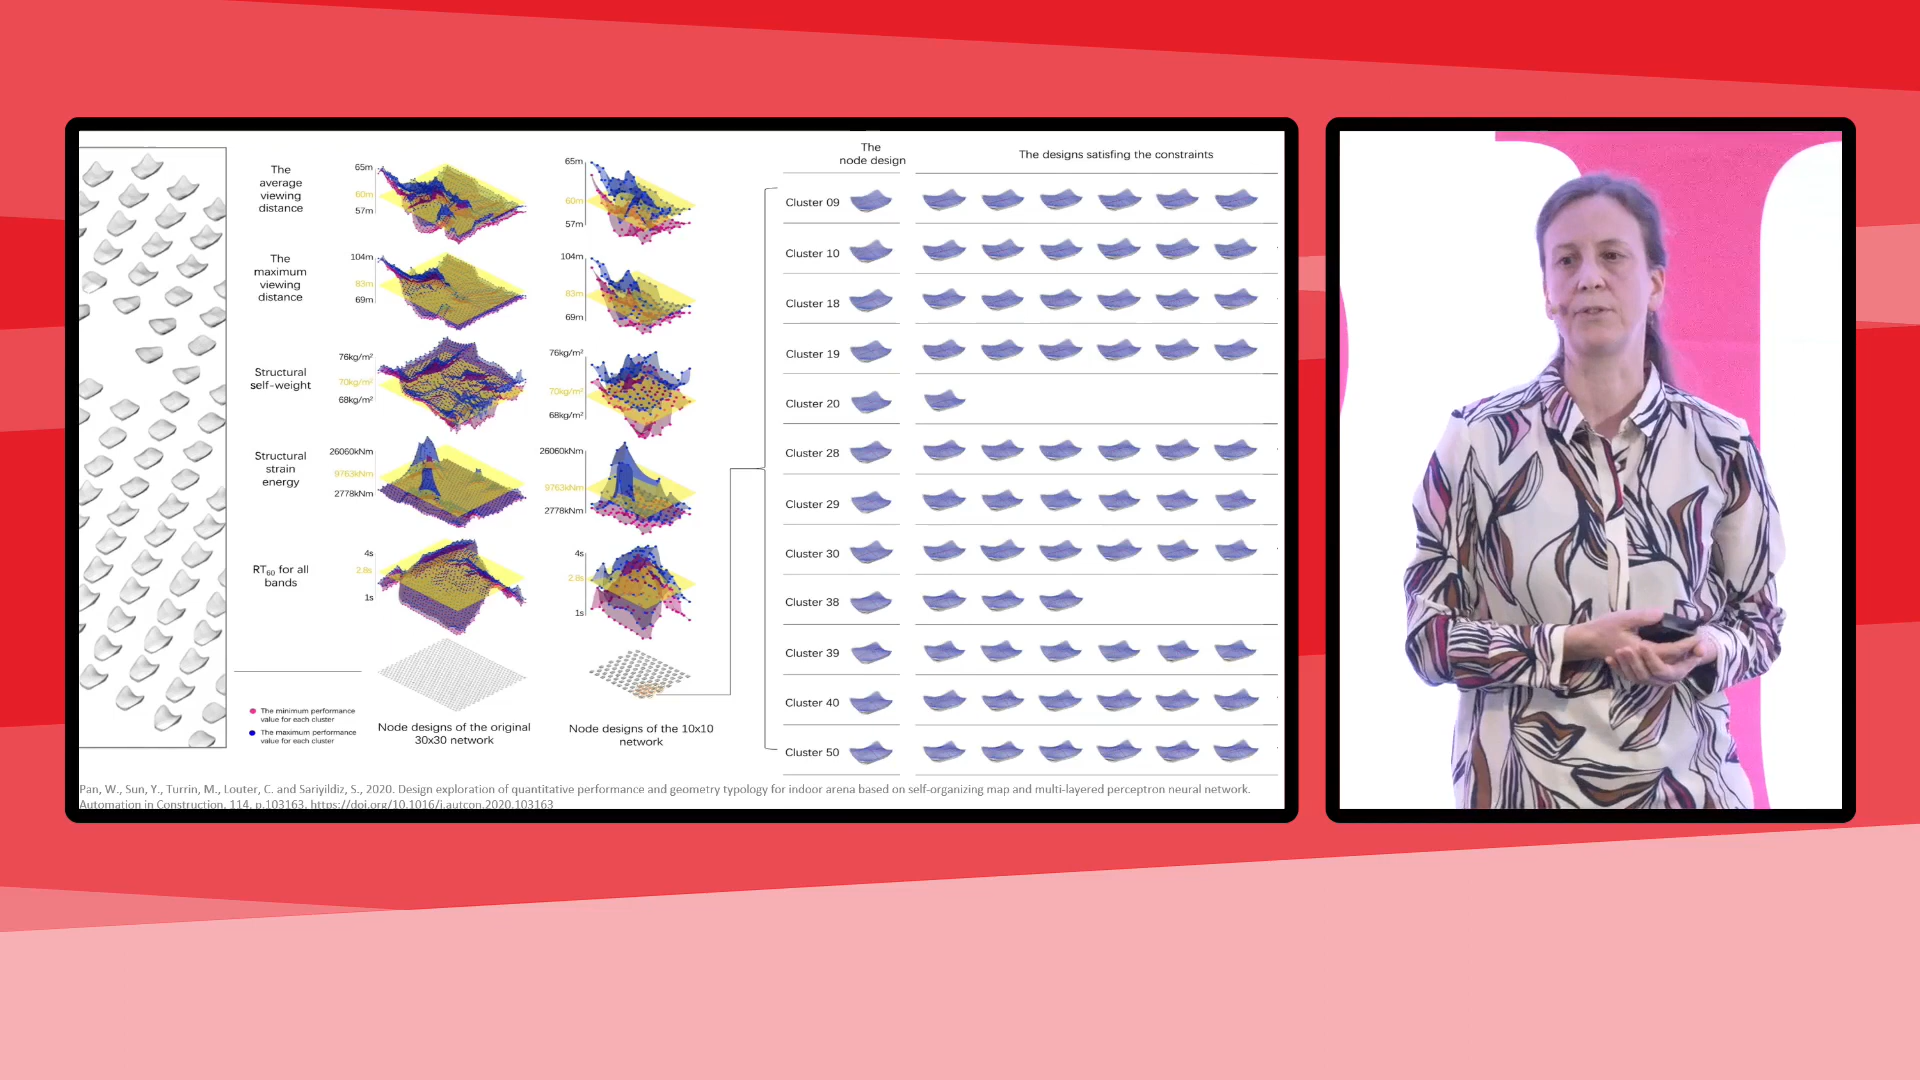 The
average
viewing
distance
65m
60m
57m
65m
60m
57m
The
maximum
viewing
distance
104m
83m
69m
104m
83m
69m
Structural
self-weight
76kg/m²
70kg/m²
68kg/m²
76kg/m²
70kg/m²
68kg/m²
Structural
strain
energy
26060kNm
9763kNm
2778kNm
26060kNm
9763kNm
2778kNm
RT60 for all
bands
4s
2.8s
1s
4s
2.8s
1s
The minimum performance
value for each cluster
The maximum performance
value for each cluster
Node designs of the original
30x30 network
Node designs of the 10x10
network
The
node design
The designs satisfing the constraints
Cluster 09
Cluster 10
Cluster 18
Cluster 19
Cluster 20
Cluster 28
Cluster 29
Cluster 30
Cluster 38
Cluster 39
Cluster 40
Cluster 50
Pan, W., Sun, Y., Turrin, M., Louter, C. and Sariyildiz, S., 2020. Design exploration of quantitative performance and geometry typology for indoor arena based on self-organizing map and multi-layered perceptron neural network.
Automation in Construction, 114, p.103163. https://doi.org/10.1016/j.autcon.2020.103163